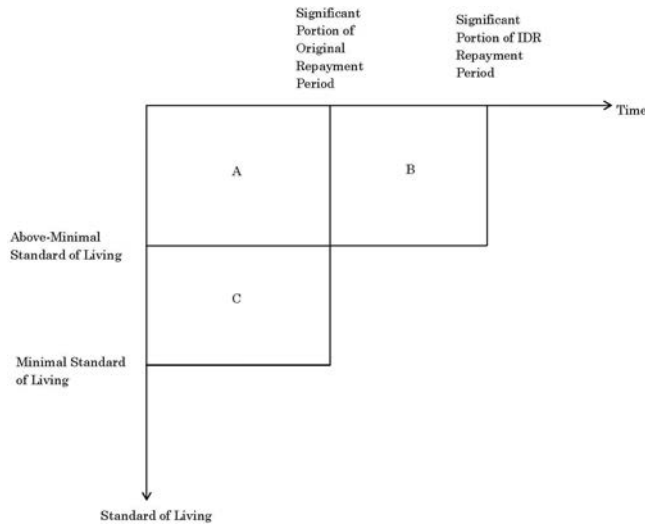 Significant
Portion of
Original
Repayment
Period
Significant
Portion of IDR
Repayment
Period
Time
A
B
Above-Minimal
Standard of Living
C
Minimal Standard
of Living
Standard of Living